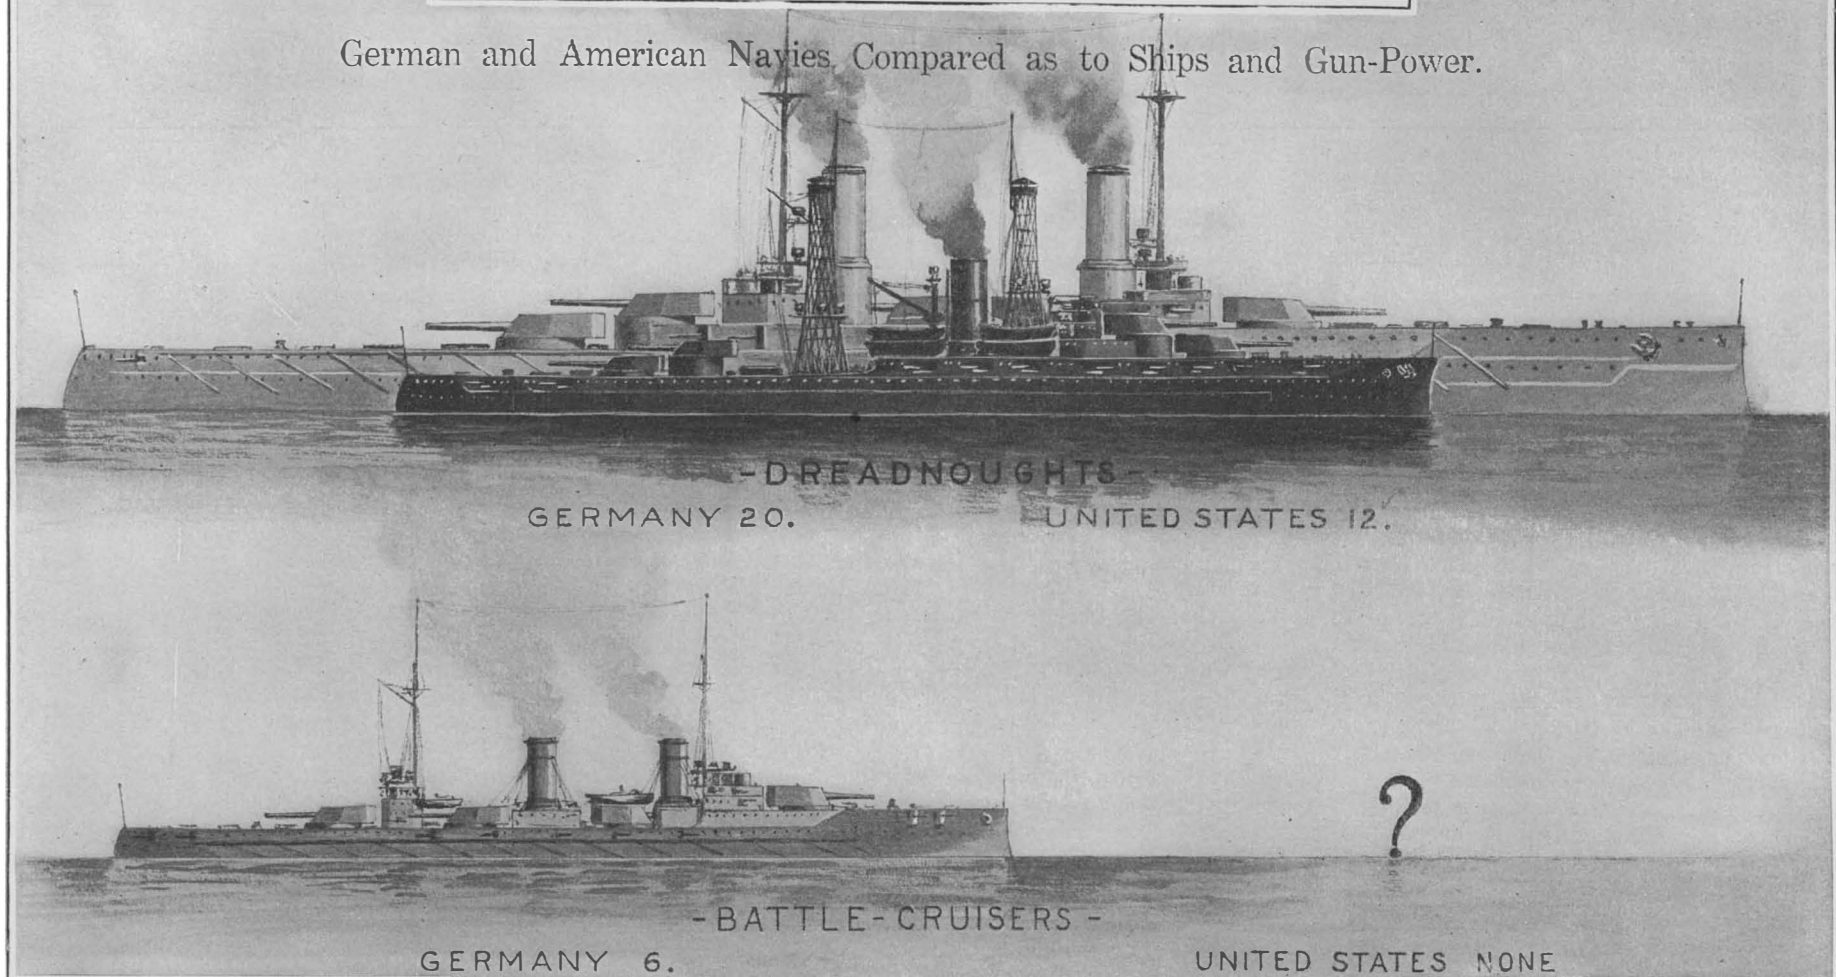 German and American Navies Compared as to Ships and Gun-Power.
-DREADNOUGHTS-
GERMANY 20. UNITED STATES 12.
?
-BATTLE-CRUISERS-
GERMANY 6. UNITED STATES NONE